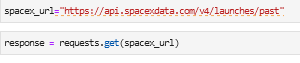 spacex_url="https://api.spacexdata.com/v4/launches/past"
response = requests.get(spacex_url)